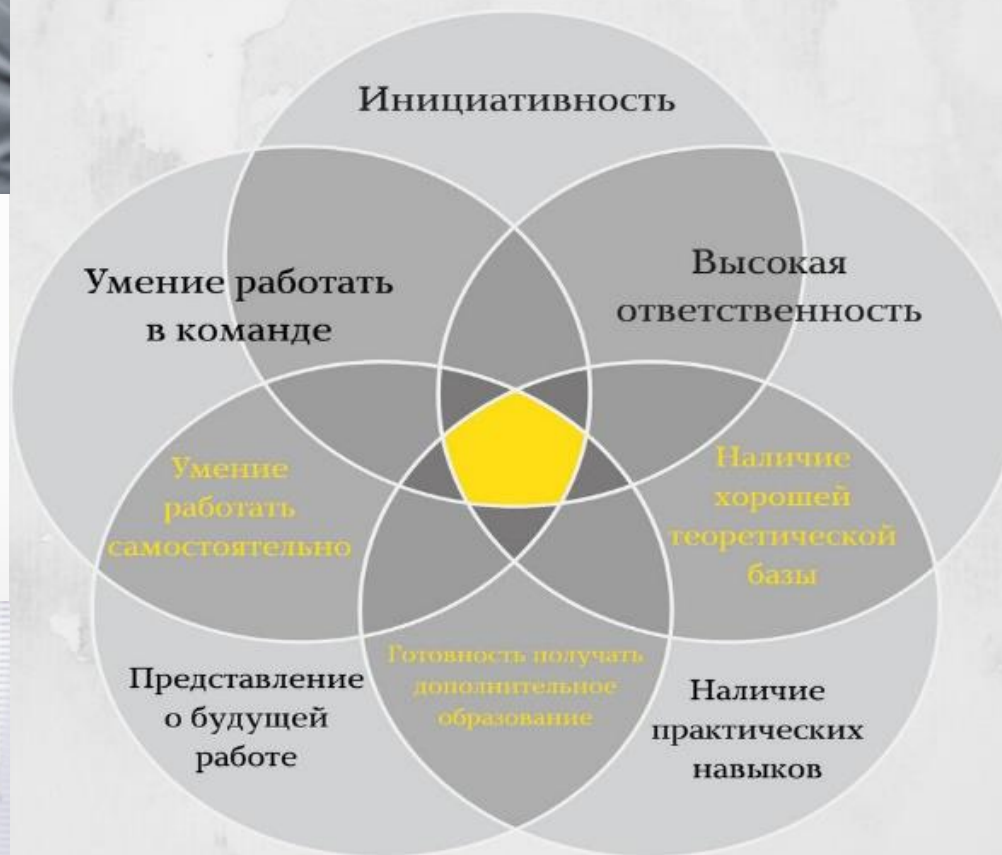 Инициативность
Умение работать
в команде
Высокая
ответственность
Умение
работать
самостоятельно
Наличие
хорошей
теоретической
базы
Представление
о будущей
работе
Готовность получать
дополнительное
образование
Наличие
практических
навыков